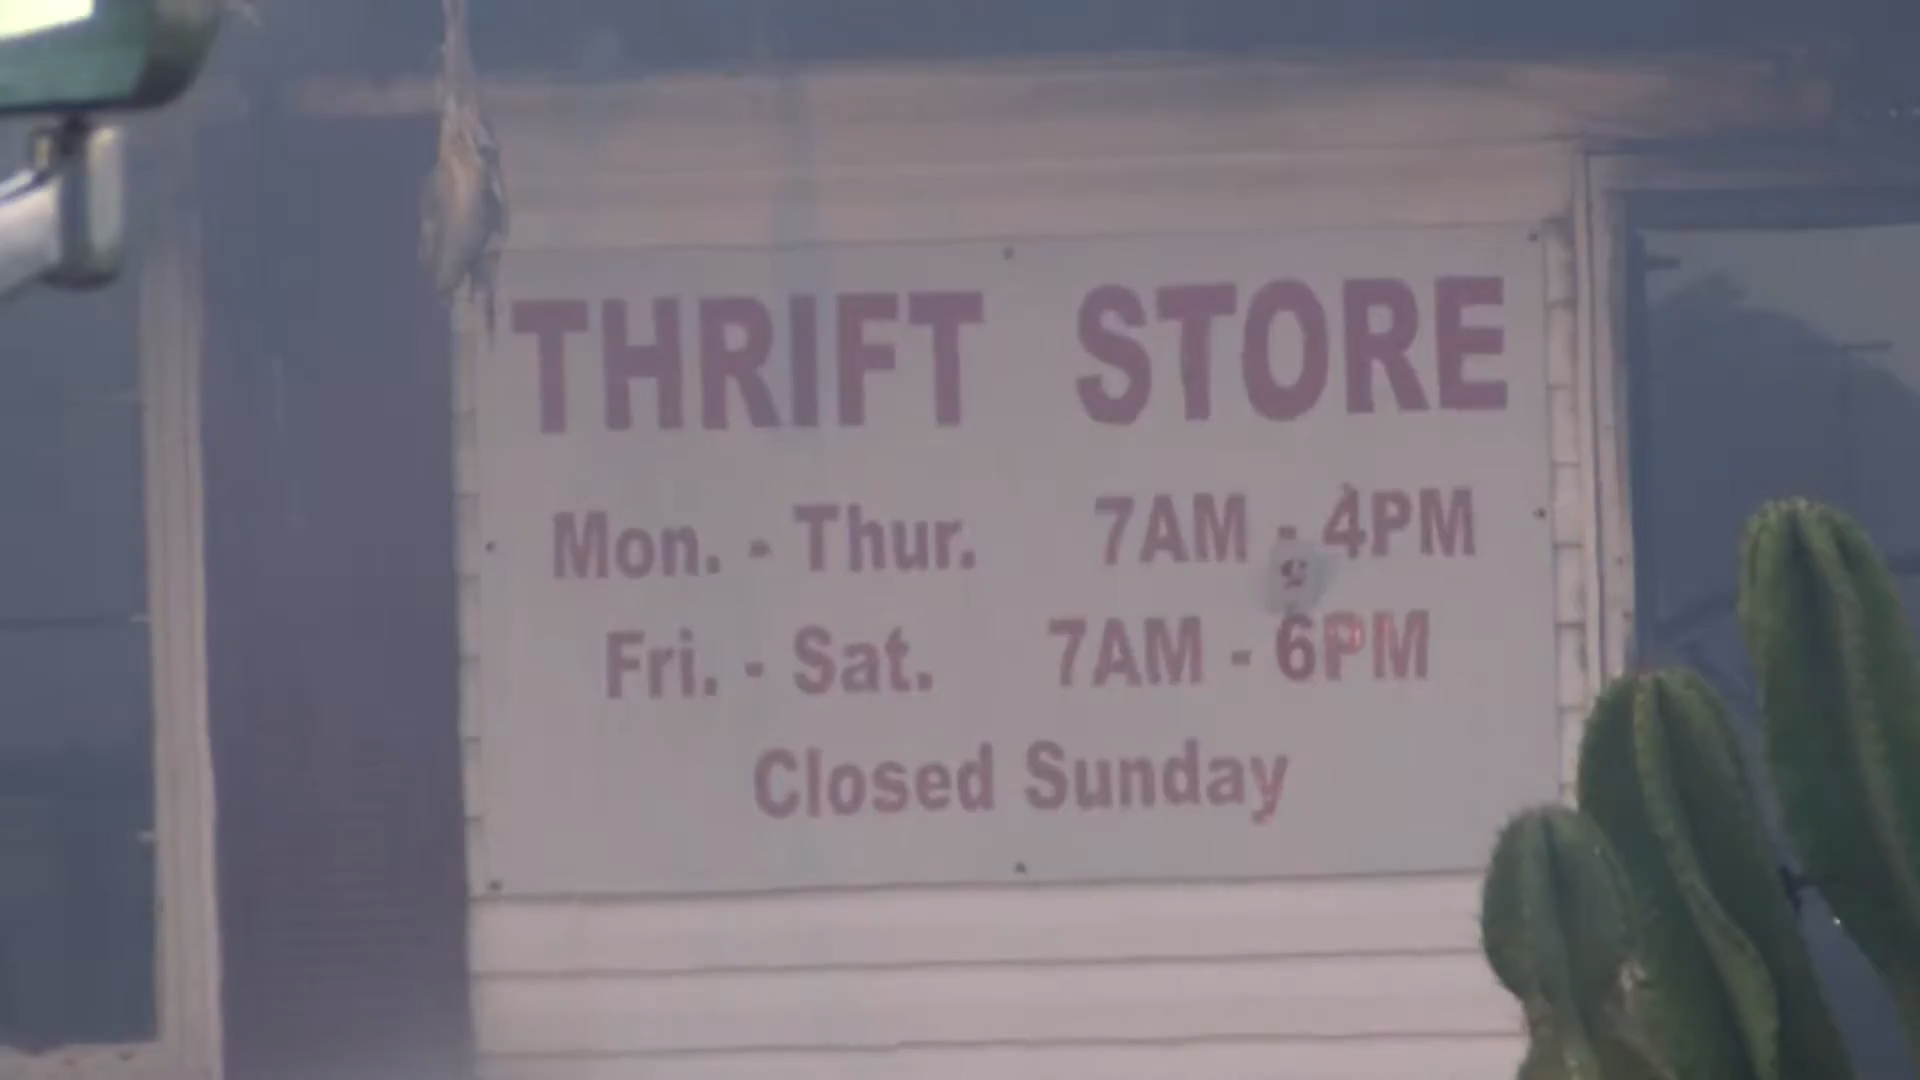 THRIFT STORE
Mon. - Thur. 7AM - 4PM
Fri. - Sat. 7AM - 6PM
Closed Sunday